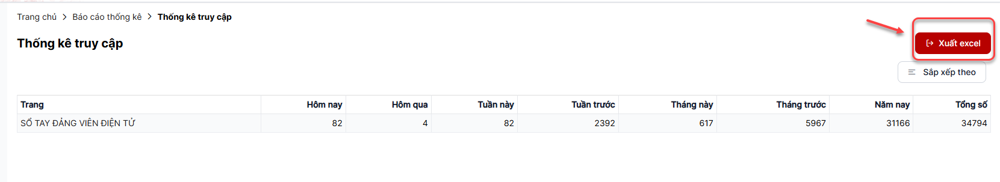 Trang chủ > Báo cáo thống kê > Thống kê truy cập
Thống kê truy cập
Xuất excel
Sắp xếp theo
Trang Hôm nay Hôm qua Tuần này Tuần trước Tháng này Tháng trước Năm nay Tổng số
SỔ TAY ĐẢNG VIÊN ĐIỆN TỬ 82 4 82 2392 617 5967 31166 34794